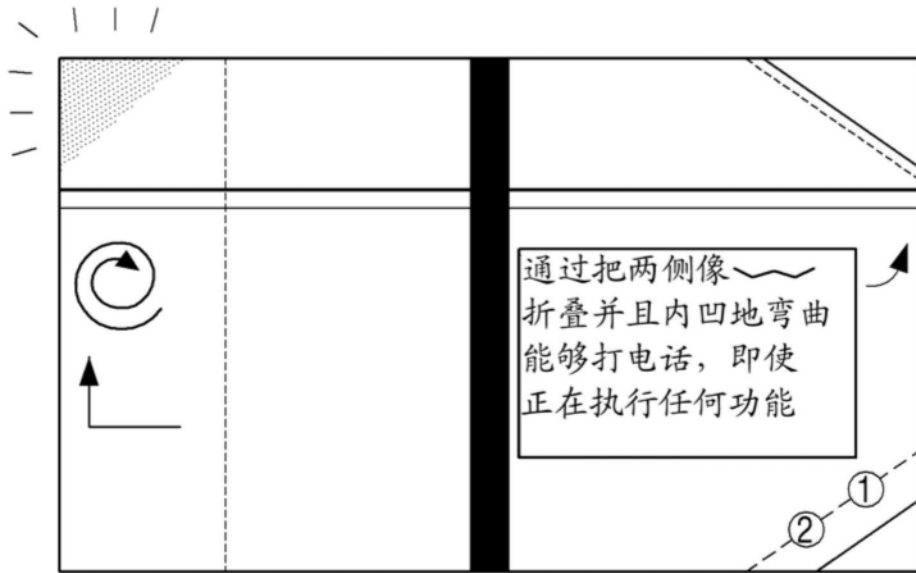 通过把两侧像
折叠并且内凹地弯曲
能够打电话，即使
正在执行任何功能
①
②